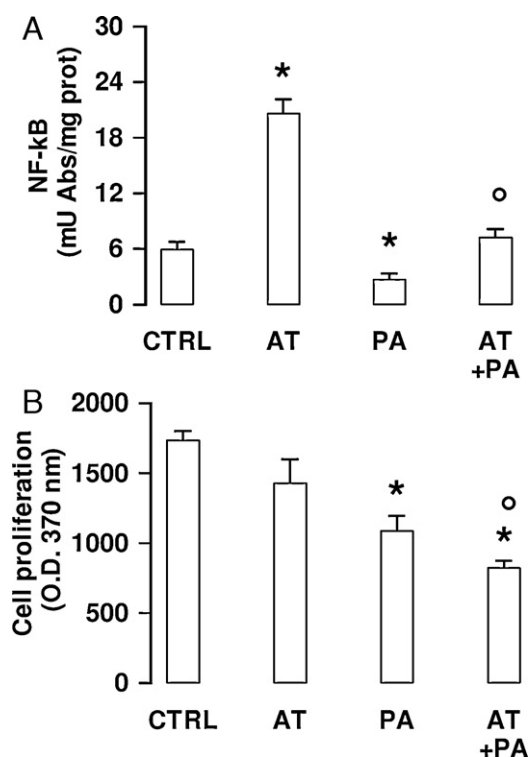 A
NF-kB
(mU Abs/mg prot)
30
24
18
12
6
0
*
*
°
CTRL AT PA AT
+PA
B
Cell proliferation
(O.D. 370 nm)
2000
1500
1000
500
0
*
°
*
CTRL AT PA AT
+PA